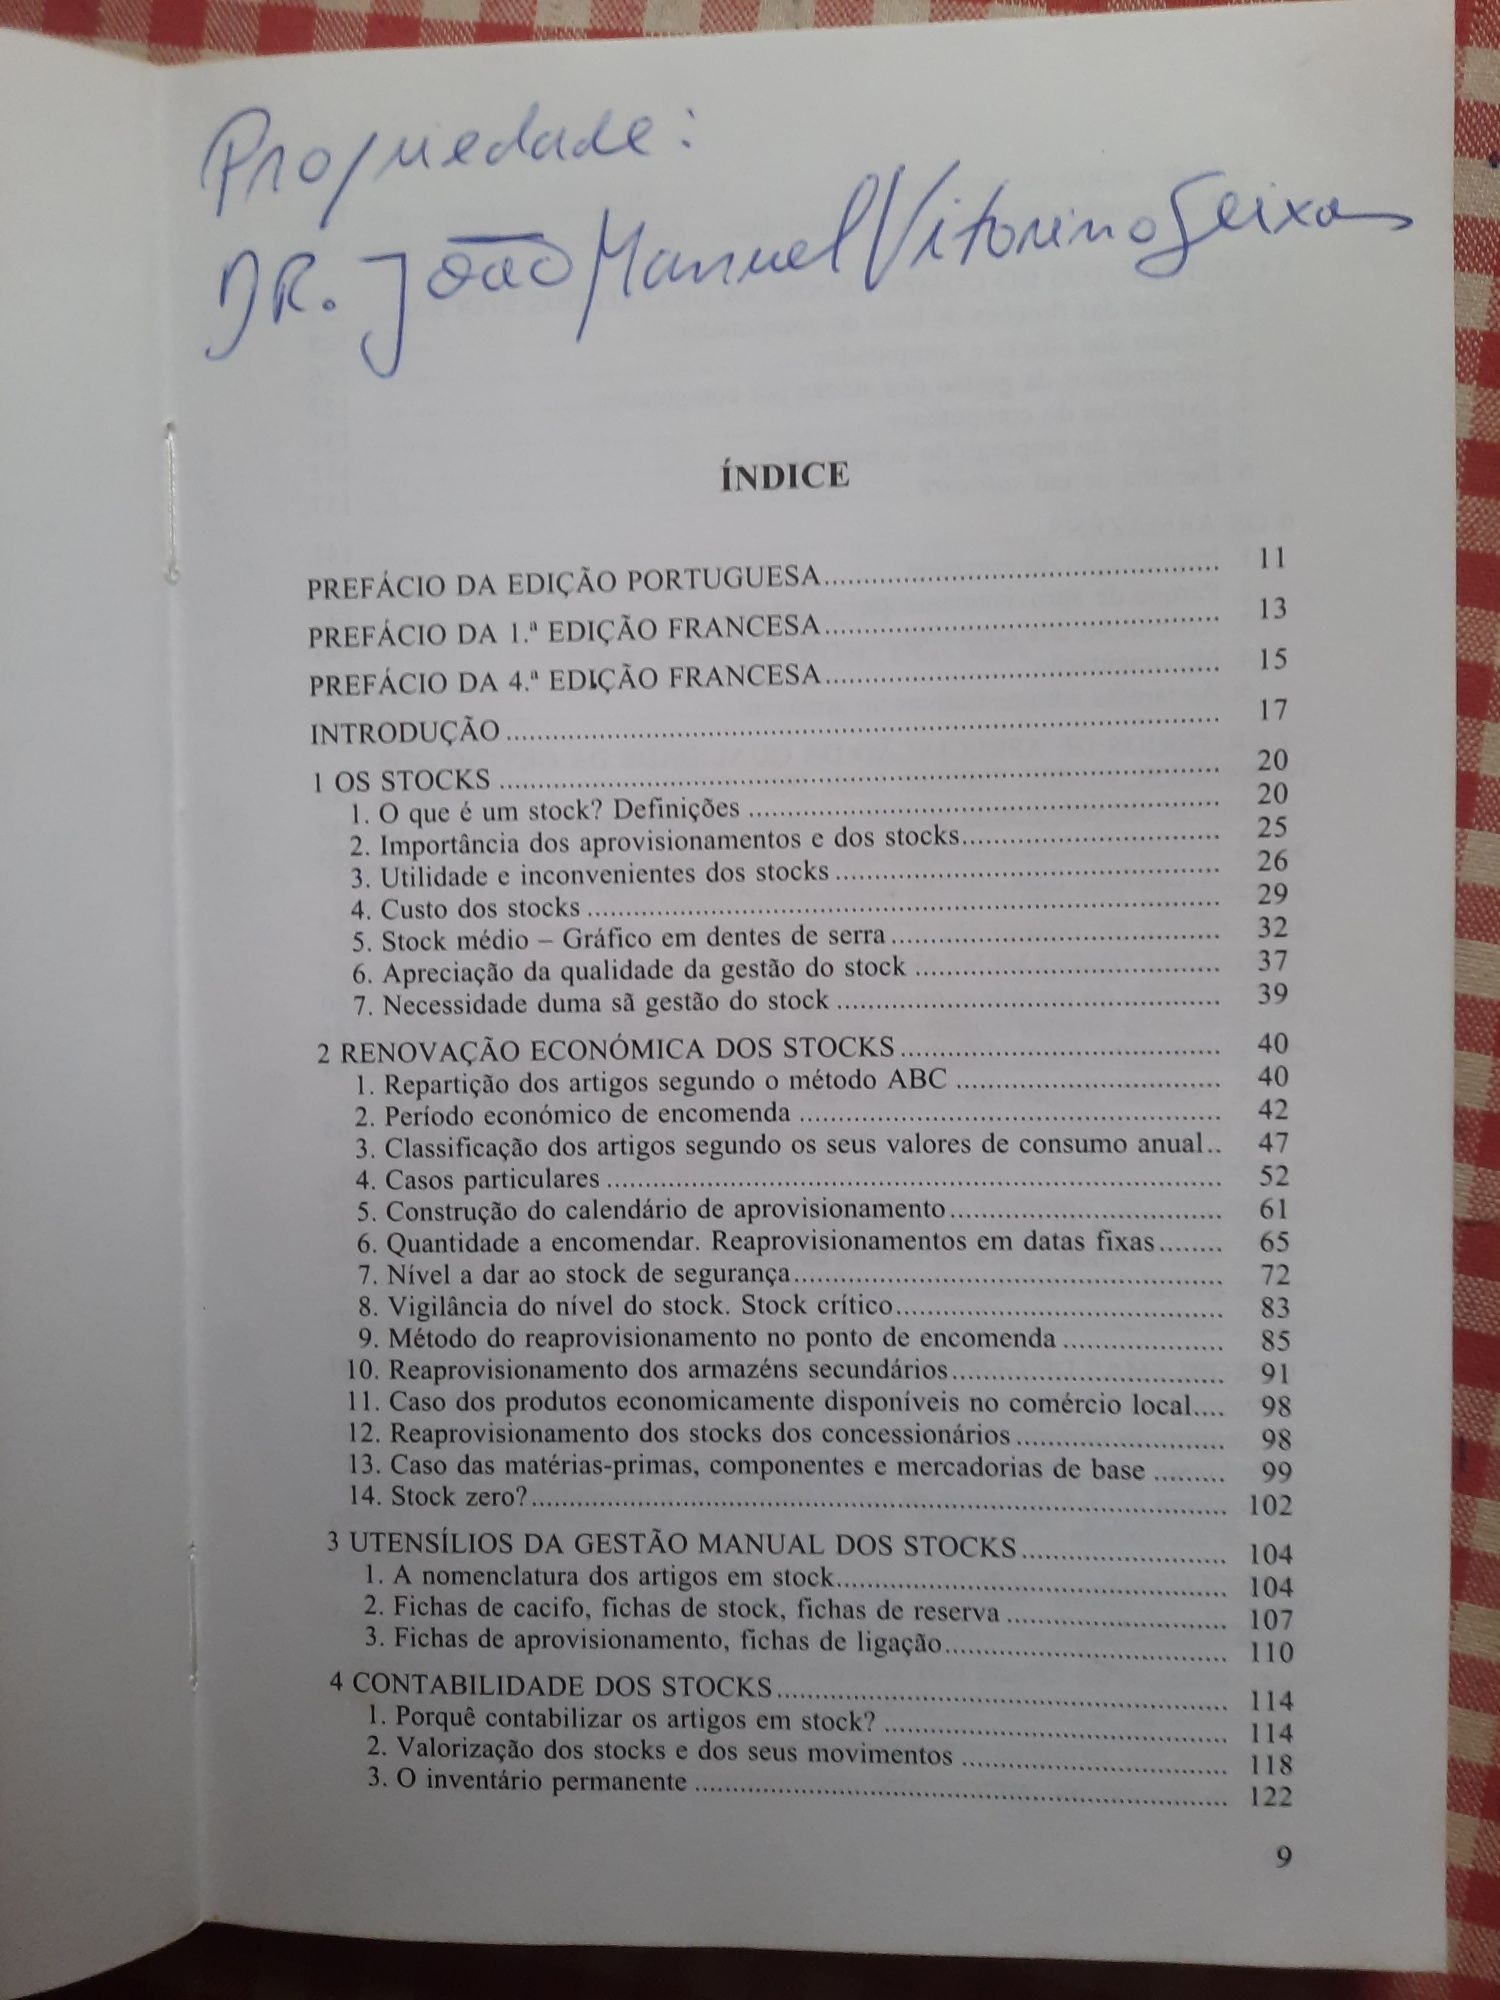 Propriedade:
DR. João Manuel Vitorino Seixas
ÍNDICE
PREFÁCIO DA EDIÇÃO PORTUGUESA.......... 11
PREFÁCIO DA 1.ª EDIÇÃO FRANCESA.......... 13
PREFÁCIO DA 4.ª EDIÇÃO FRANCESA.......... 15
INTRODUÇÃO.......... 17
1 OS STOCKS.......... 20
1. O que é um stock? Definições.......... 20
2. Importância dos aprovisionamentos e dos stocks.......... 25
3. Utilidade e inconvenientes dos stocks.......... 26
4. Custo dos stocks.......... 29
5. Stock médio – Gráfico em dentes de serra.......... 32
6. Apreciação da qualidade da gestão do stock.......... 37
7. Necessidade duma sã gestão do stock.......... 39
2 RENOVAÇÃO ECONÓMICA DOS STOCKS.......... 40
1. Repartição dos artigos segundo o método ABC.......... 40
2. Período económico de encomenda.......... 42
3. Classificação dos artigos segundo os seus valores de consumo anual.. 47
4. Casos particulares.......... 52
5. Construção do calendário de aprovisionamento.......... 61
6. Quantidade a encomendar. Reaprovisionamentos em datas fixas........ 65
7. Nível a dar ao stock de segurança.......... 72
8. Vigilância do nível do stock. Stock crítico.......... 83
9. Método do reaprovisionamento no ponto de encomenda.......... 85
10. Reaprovisionamento dos armazéns secundários.......... 91
11. Caso dos produtos economicamente disponíveis no comércio local.... 98
12. Reaprovisionamento dos stocks dos concessionários.......... 98
13. Caso das matérias-primas, componentes e mercadorias de base......... 99
14. Stock zero?.......... 102
3 UTENSÍLIOS DA GESTÃO MANUAL DOS STOCKS.......... 104
1. A nomenclatura dos artigos em stock.......... 104
2. Fichas de cacifo, fichas de stock, fichas de reserva.......... 107
3. Fichas de aprovisionamento, fichas de ligação.......... 110
4 CONTABILIDADE DOS STOCKS.......... 114
1. Porquê contabilizar os artigos em stock?.......... 114
2. Valorização dos stocks e dos seus movimentos.......... 118
3. O inventário permanente.......... 122
9